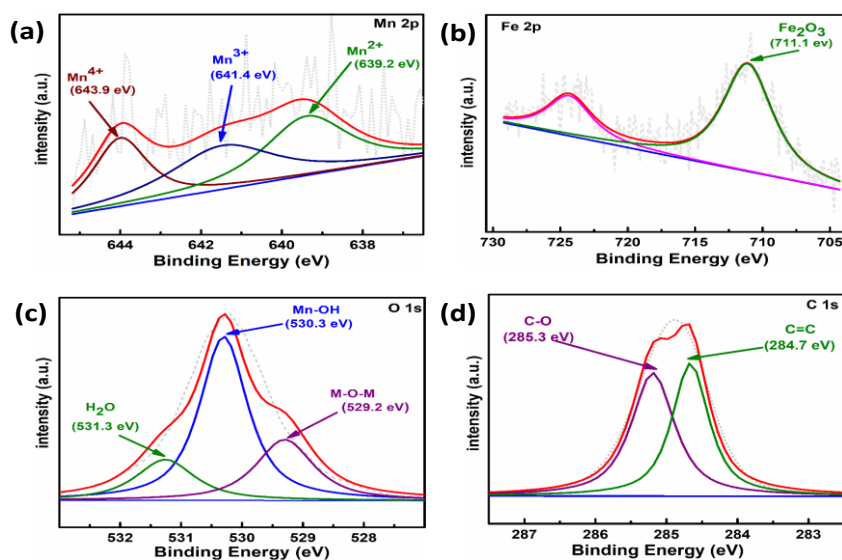 (a)
Mn 2p
Mn4+
(643.9 eV)
Mn3+
(641.4 eV)
Mn2+
(639.2 eV)
intensity (a.u.)
644 642 640 638
Binding Energy (eV)
(b)
Fe 2p
Fe2O3
(711.1 ev)
intensity (a.u.)
730 725 720 715 710 705
Binding Energy (eV)
(c)
O 1s
Mn-OH
(530.3 eV)
M-O-M
(529.2 eV)
H2O
(531.3 eV)
intensity (a.u.)
532 531 530 529 528
Binding Energy (eV)
(d)
C 1s
C-O
(285.3 eV)
C=C
(284.7 eV)
intensity (a.u.)
287 286 285 284 283
Binding Energy (eV)